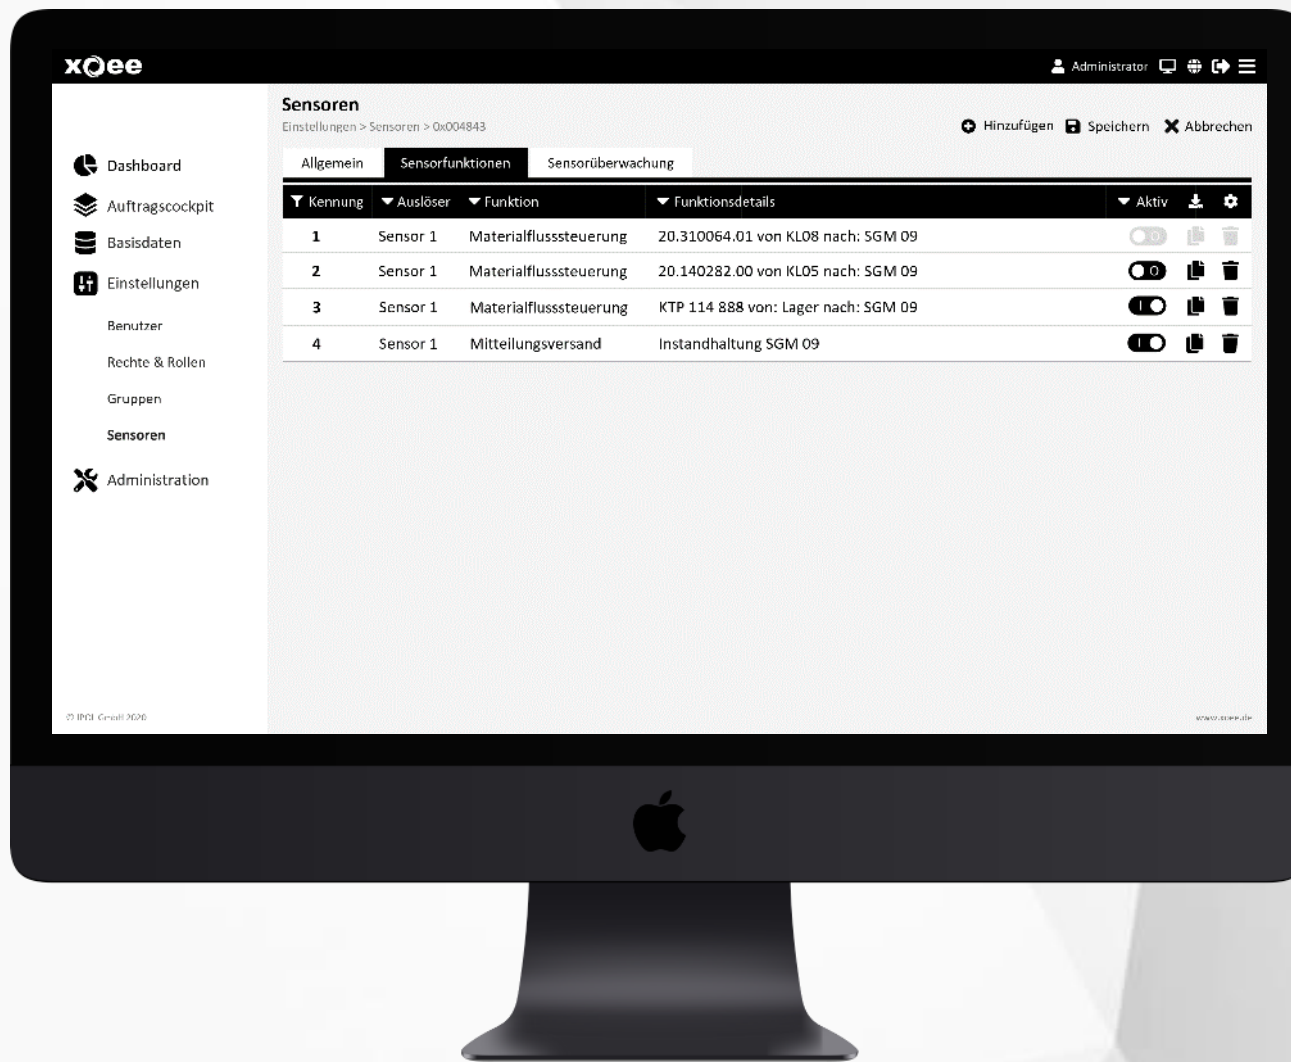 xQee
Administrator
Sensoren
Einstellungen > Sensoren > 0x004843
Hinzufügen Speichern Abbrechen
Dashboard
Auftragscockpit
Basisdaten
Einstellungen
Benutzer
Rechte & Rollen
Gruppen
Sensoren
Administration
Allgemein Sensorfunktionen Sensorüberwachung
Kennung Auslöser Funktion Funktionsdetails Aktiv
1 Sensor 1 Materialflusssteuerung 20.310064.01 von KL08 nach: SGM 09
2 Sensor 1 Materialflusssteuerung 20.140282.00 von KL05 nach: SGM 09
3 Sensor 1 Materialflusssteuerung KTP 114 888 von: Lager nach: SGM 09
4 Sensor 1 Mitteilungsversand Instandhaltung SGM 09
2020